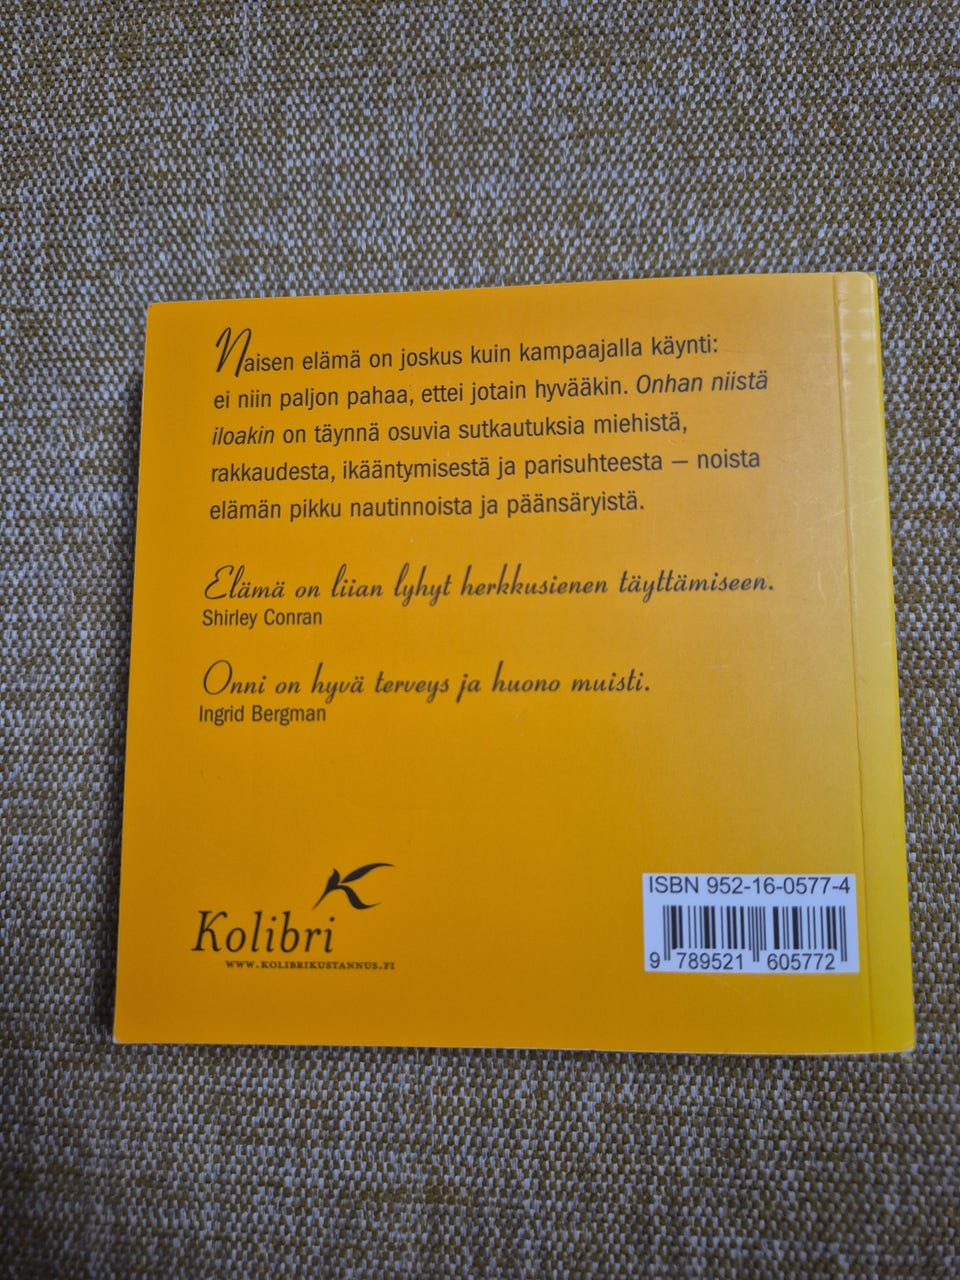 Naisen elämä on joskus kuin kampaajalla käynti:
ei niin paljon pahaa, ettei jotain hyvääkin. Onhan niistä
iloakin on täynnä osuvia sutkautuksia miehistä,
rakkaudesta, ikääntymisestä ja parisuhteesta – noista
elämän pikku nautinnoista ja päänsäryistä.
Elämä on liian lyhyt herkkusienen täyttämiseen.
Shirley Conran
Onni on hyvä terveys ja huono muisti.
Ingrid Bergman
Kolibri
WWW.KOLIBRIKUSTANNUS.FI
ISBN 952-16-0577-4
9 789521 605772